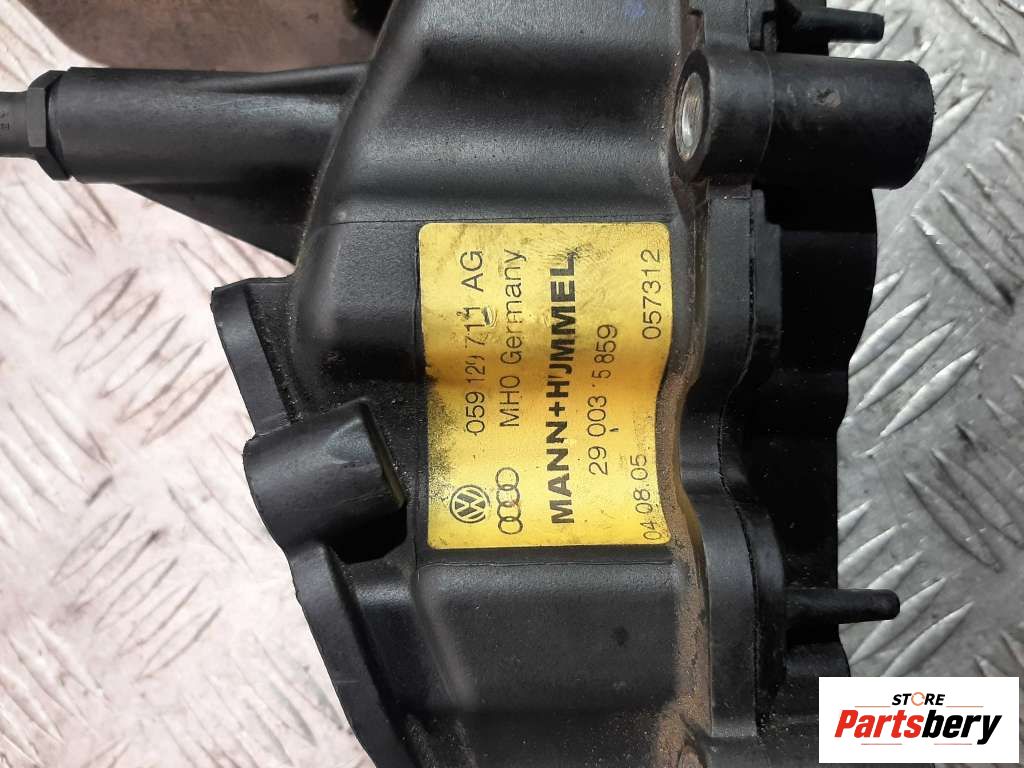 059 129 711 AG
MHO Germany
MANN+HUMMEL
29 003 5 859
04.08.05 057312
STORE
Partsbery